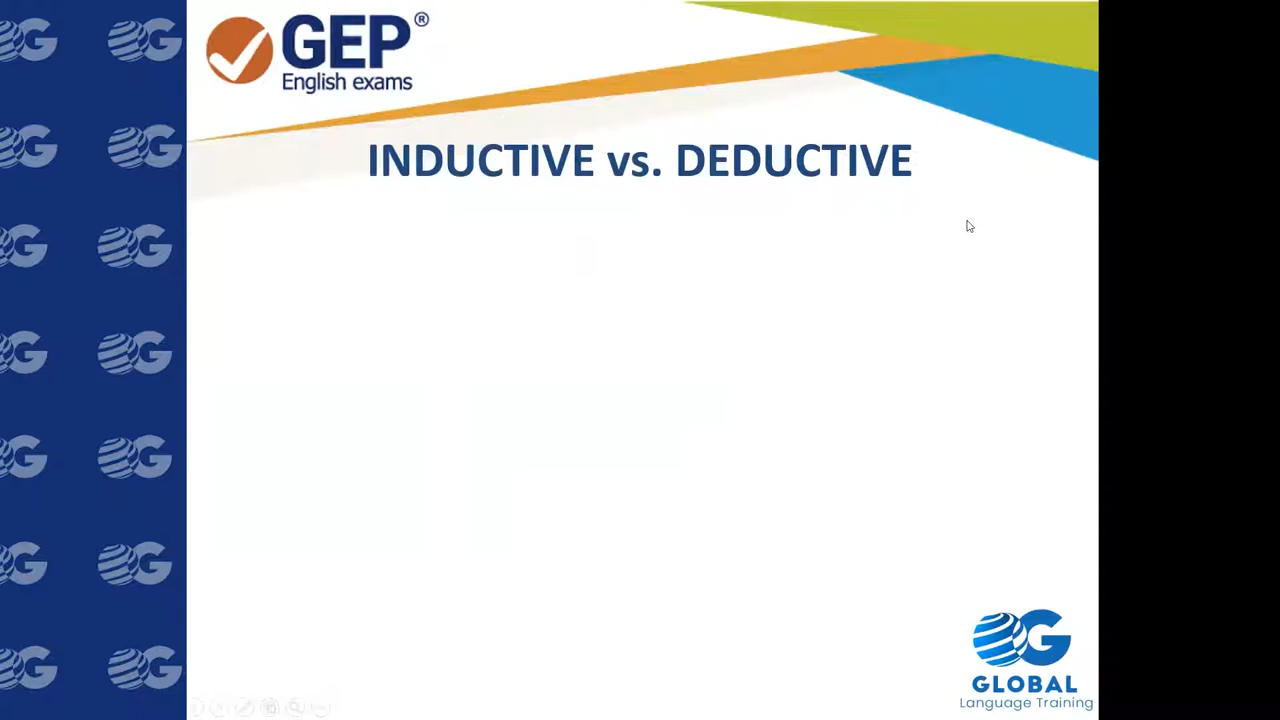 GEP®
English exams
INDUCTIVE vs. DEDUCTIVE
G
GLOBAL
Language Training